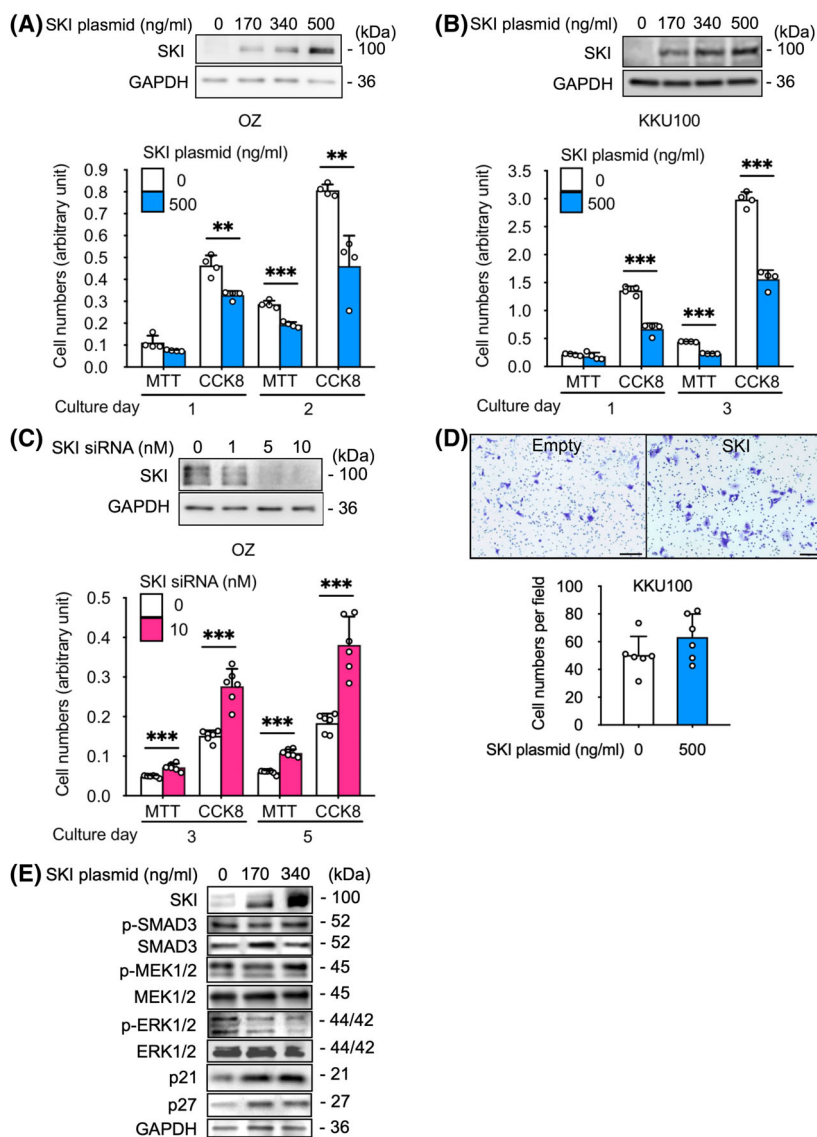 (A) SKI plasmid (ng/ml) 0 170 340 500 (kDa)
SKI - 100
GAPDH - 36
OZ
SKI plasmid (ng/ml)
0
500
Cell numbers (arbitrary unit)
0.9
0.8
0.7
0.6
0.5
0.4
0.3
0.2
0.1
0.0
** *** **
MTT CCK8 MTT CCK8
Culture day 1 2
(B) SKI plasmid (ng/ml) 0 170 340 500 (kDa)
SKI - 100
GAPDH - 36
KKU100
SKI plasmid (ng/ml)
0
500
Cell numbers (arbitrary unit)
3.5
3.0
2.5
2.0
1.5
1.0
0.5
0.0
*** *** ***
MTT CCK8 MTT CCK8
Culture day 1 3
(C) SKI siRNA (nM) 0 1 5 10 (kDa)
SKI - 100
GAPDH - 36
OZ
SKI siRNA (nM)
0
10
Cell numbers (arbitrary unit)
0.5
0.4
0.3
0.2
0.1
0.0
*** *** *** ***
MTT CCK8 MTT CCK8
Culture day 3 5
(D)
Empty SKI
KKU100
Cell numbers per field
100
80
60
40
20
0
SKI plasmid (ng/ml) 0 500
(E) SKI plasmid (ng/ml) 0 170 340 (kDa)
SKI - 100
p-SMAD3 - 52
SMAD3 - 52
p-MEK1/2 - 45
MEK1/2 - 45
p-ERK1/2 - 44/42
ERK1/2 - 44/42
p21 - 21
p27 - 27
GAPDH - 36